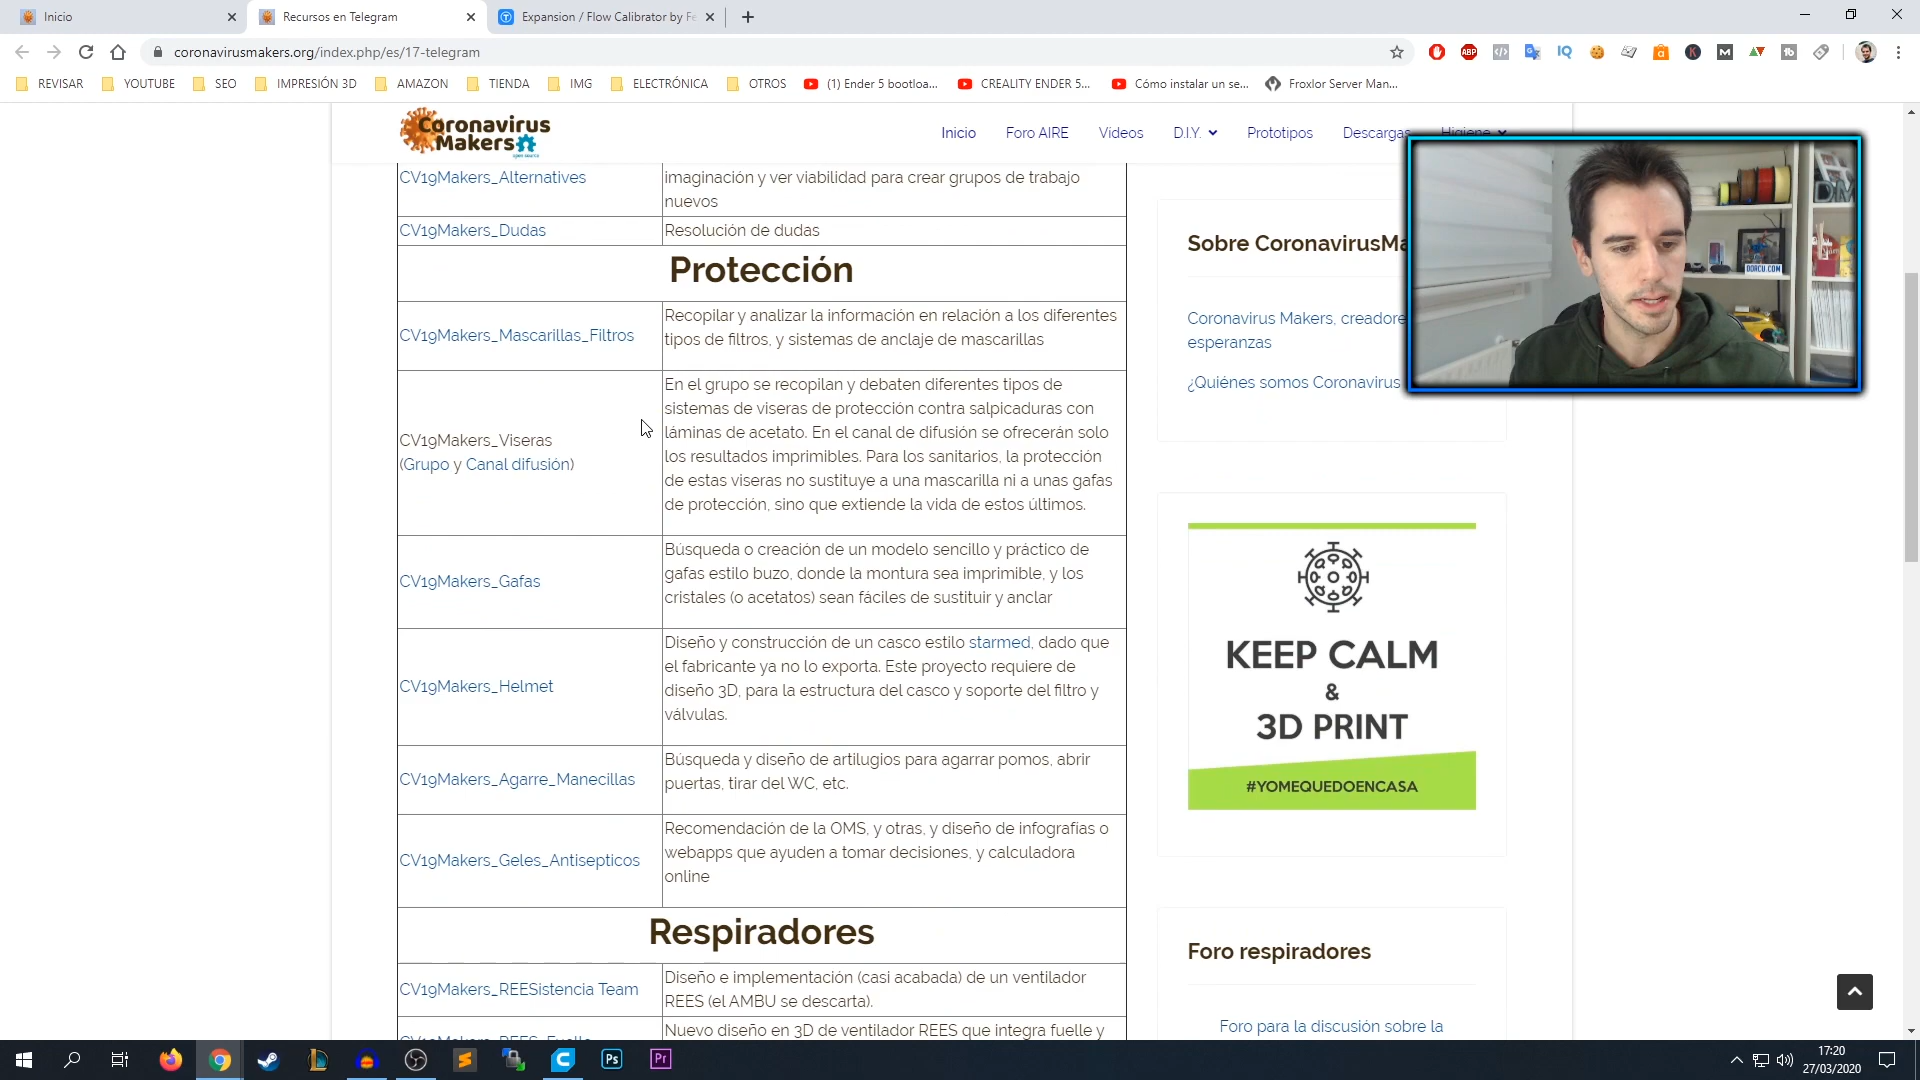 Inicio
Recursos en Telegram
Expansion / Flow Calibrator by Fe
coronavirusmakers.org/index.php/es/17-telegram
REVISAR
YOUTUBE
SEO
IMPRESIÓN 3D
AMAZON
TIENDA
IMG
ELECTRÓNICA
OTROS
(1) Ender 5 bootloa...
CREALITY ENDER 5...
Cómo instalar un se...
Froxlor Server Man...
Coronavirus
Makers
open source
Inicio
Foro AIRE
Vídeos
D.I.Y.
Prototipos
Descargas
Higiene
CV19Makers_Alternatives
imaginación y ver viabilidad para crear grupos de trabajo
nuevos
CV19Makers_Dudas
Resolución de dudas
Protección
CV19Makers_Mascarillas_Filtros
Recopilar y analizar la información en relación a los diferentes
tipos de filtros, y sistemas de anclaje de mascarillas
CV19Makers_Viseras
(Grupo y Canal difusión)
En el grupo se recopilan y debaten diferentes tipos de
sistemas de viseras de protección contra salpicaduras con
láminas de acetato. En el canal de difusión se ofrecerán solo
los resultados imprimibles. Para los sanitarios, la protección
de estas viseras no sustituye a una mascarilla ni a unas gafas
de protección, sino que extiende la vida de estos últimos.
CV19Makers_Gafas
Búsqueda o creación de un modelo sencillo y práctico de
gafas estilo buzo, donde la montura sea imprimible, y los
cristales (o acetatos) sean fáciles de sustituir y anclar
CV19Makers_Helmet
Diseño y construcción de un casco estilo starmed, dado que
el fabricante ya no lo exporta. Este proyecto requiere de
diseño 3D, para la estructura del casco y soporte del filtro y
válvulas.
CV19Makers_Agarre_Manecillas
Búsqueda y diseño de artilugios para agarrar pomos, abrir
puertas, tirar del WC, etc.
CV19Makers_Geles_Antisepticos
Recomendación de la OMS, y otras, y diseño de infografías o
webapps que ayuden a tomar decisiones, y calculadora
online
Respiradores
CV19Makers_REESistencia Team
Diseño e implementación (casi acabada) de un ventilador
REES (el AMBU se descarta).
CV19Makers_REES_Fuelle
Nuevo diseño en 3D de ventilador REES que integra fuelle y
Sobre CoronavirusMa
Coronavirus Makers, creadore
esperanzas
¿Quiénes somos Coronavirus
DORCU.COM
KEEP CALM
&
3D PRINT
#YOMEQUEDOENCASA
Foro respiradores
Foro para la discusión sobre la
17:20
27/03/2020